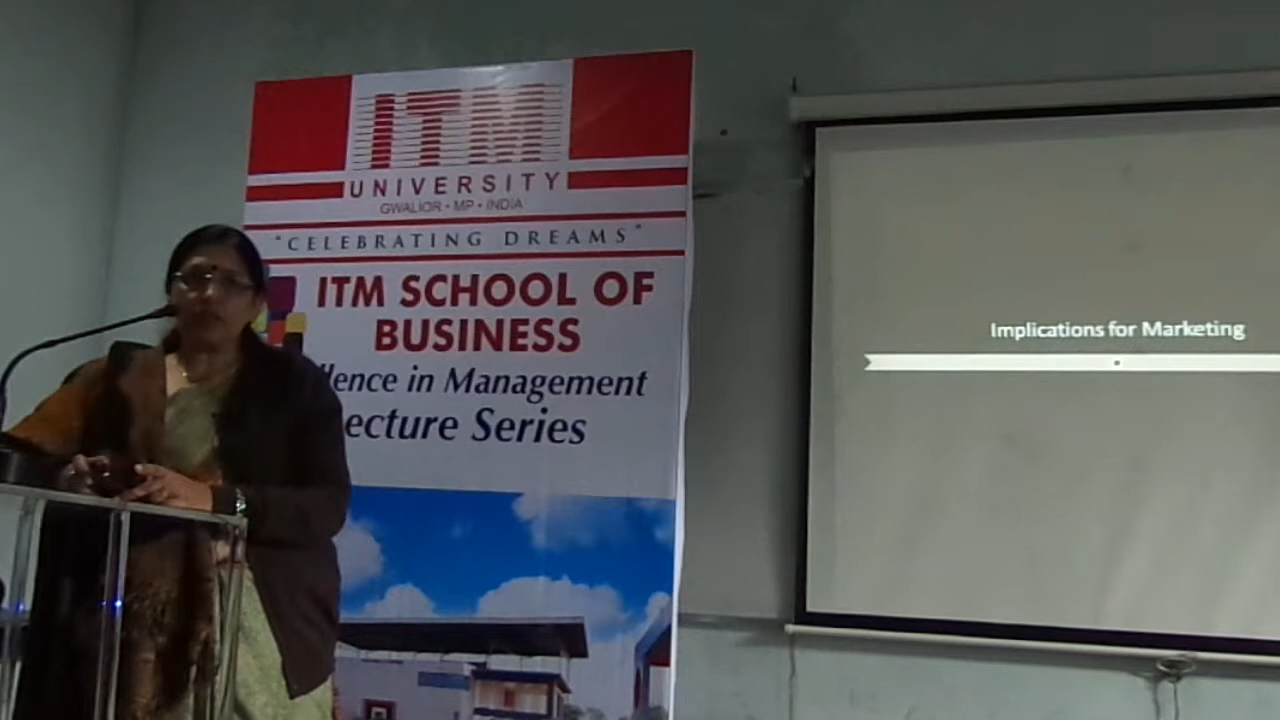 ITM
UNIVERSITY
GWALIOR • MP • INDIA
"CELEBRATING DREAMS"
ITM SCHOOL OF
BUSINESS
llence in Management
ecture Series
Implications for Marketing